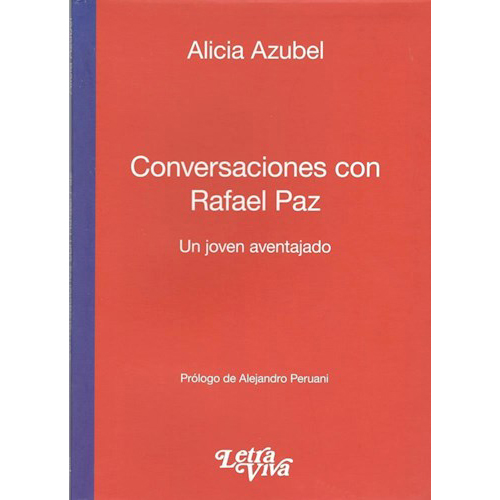 Alicia Azubel
Conversaciones con
Rafael Paz
Un joven aventajado
Prólogo de Alejandro Peruani
Letra
Viva